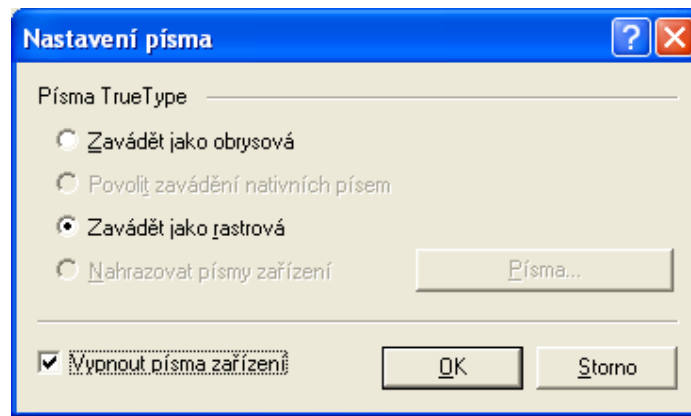 Nastavení písma
Písma TrueType
Zavádět jako obrysová
Povolit zavádění nativních písem
Zavádět jako rastrová
Nahrazovat písmy zařízení
Písma...
Vypnout písma zařízení
OK
Storno